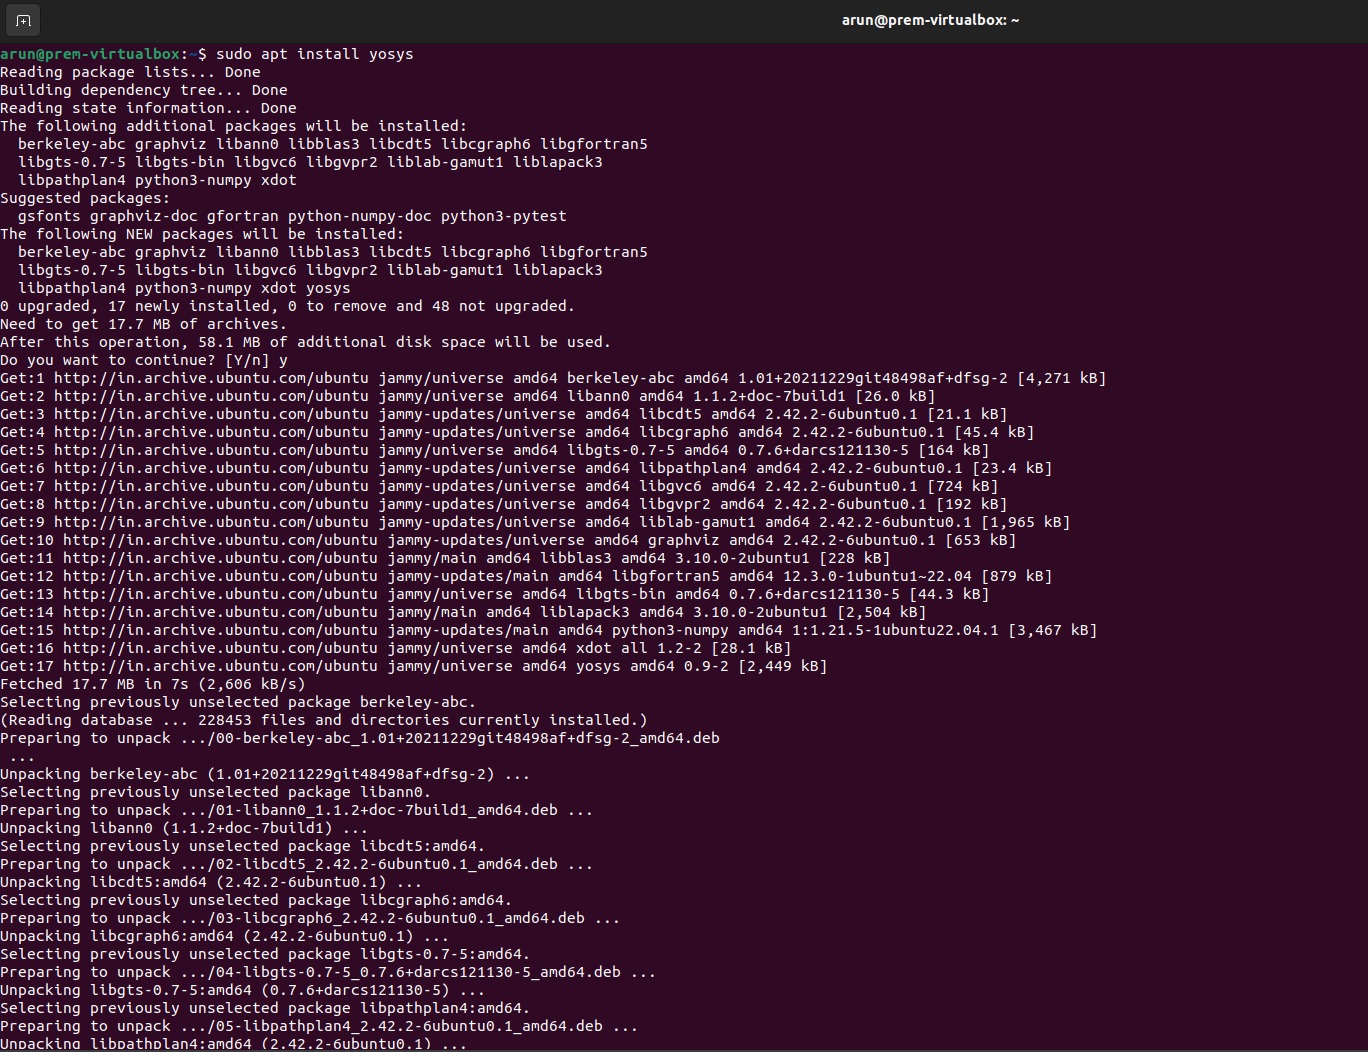 arun@prem-virtualbox: ~
arun@prem-virtualbox:~$ sudo apt install yosys
Reading package lists... Done
Building dependency tree... Done
Reading state information... Done
The following additional packages will be installed:
  berkeley-abc graphviz libann0 libblas3 libcdt5 libcgraph6 libgfortran5
  libgts-0.7-5 libgts-bin libgvc6 libgvpr2 liblab-gamut1 liblapack3
  libpathplan4 python3-numpy xdot
Suggested packages:
  gsfonts graphviz-doc gfortran python-numpy-doc python3-pytest
The following NEW packages will be installed:
  berkeley-abc graphviz libann0 libblas3 libcdt5 libcgraph6 libgfortran5
  libgts-0.7-5 libgts-bin libgvc6 libgvpr2 liblab-gamut1 liblapack3
  libpathplan4 python3-numpy xdot yosys
0 upgraded, 17 newly installed, 0 to remove and 48 not upgraded.
Need to get 17.7 MB of archives.
After this operation, 58.1 MB of additional disk space will be used.
Do you want to continue? [Y/n] y
Get:1 http://in.archive.ubuntu.com/ubuntu jammy/universe amd64 berkeley-abc amd64 1.01+20211229git48498af+dfsg-2 [4,271 kB]
Get:2 http://in.archive.ubuntu.com/ubuntu jammy/universe amd64 libann0 amd64 1.1.2+doc-7build1 [26.0 kB]
Get:3 http://in.archive.ubuntu.com/ubuntu jammy-updates/universe amd64 libcdt5 amd64 2.42.2-6ubuntu0.1 [21.1 kB]
Get:4 http://in.archive.ubuntu.com/ubuntu jammy-updates/universe amd64 libcgraph6 amd64 2.42.2-6ubuntu0.1 [45.4 kB]
Get:5 http://in.archive.ubuntu.com/ubuntu jammy/universe amd64 libgts-0.7-5 amd64 0.7.6+darcs121130-5 [164 kB]
Get:6 http://in.archive.ubuntu.com/ubuntu jammy-updates/universe amd64 libpathplan4 amd64 2.42.2-6ubuntu0.1 [23.4 kB]
Get:7 http://in.archive.ubuntu.com/ubuntu jammy-updates/universe amd64 libgvc6 amd64 2.42.2-6ubuntu0.1 [724 kB]
Get:8 http://in.archive.ubuntu.com/ubuntu jammy-updates/universe amd64 libgvpr2 amd64 2.42.2-6ubuntu0.1 [192 kB]
Get:9 http://in.archive.ubuntu.com/ubuntu jammy-updates/universe amd64 liblab-gamut1 amd64 2.42.2-6ubuntu0.1 [1,965 kB]
Get:10 http://in.archive.ubuntu.com/ubuntu jammy-updates/universe amd64 graphviz amd64 2.42.2-6ubuntu0.1 [653 kB]
Get:11 http://in.archive.ubuntu.com/ubuntu jammy/main amd64 libblas3 amd64 3.10.0-2ubuntu1 [228 kB]
Get:12 http://in.archive.ubuntu.com/ubuntu jammy-updates/main amd64 libgfortran5 amd64 12.3.0-1ubuntu1~22.04 [879 kB]
Get:13 http://in.archive.ubuntu.com/ubuntu jammy/universe amd64 libgts-bin amd64 0.7.6+darcs121130-5 [44.3 kB]
Get:14 http://in.archive.ubuntu.com/ubuntu jammy/main amd64 liblapack3 amd64 3.10.0-2ubuntu1 [2,504 kB]
Get:15 http://in.archive.ubuntu.com/ubuntu jammy-updates/main amd64 python3-numpy amd64 1:1.21.5-1ubuntu22.04.1 [3,467 kB]
Get:16 http://in.archive.ubuntu.com/ubuntu jammy/universe amd64 xdot all 1.2-2 [28.1 kB]
Get:17 http://in.archive.ubuntu.com/ubuntu jammy/universe amd64 yosys amd64 0.9-2 [2,449 kB]
Fetched 17.7 MB in 7s (2,606 kB/s)
Selecting previously unselected package berkeley-abc.
(Reading database ... 228453 files and directories currently installed.)
Preparing to unpack .../00-berkeley-abc_1.01+20211229git48498af+dfsg-2_amd64.deb
 ...
Unpacking berkeley-abc (1.01+20211229git48498af+dfsg-2) ...
Selecting previously unselected package libann0.
Preparing to unpack .../01-libann0_1.1.2+doc-7build1_amd64.deb ...
Unpacking libann0 (1.1.2+doc-7build1) ...
Selecting previously unselected package libcdt5:amd64.
Preparing to unpack .../02-libcdt5_2.42.2-6ubuntu0.1_amd64.deb ...
Unpacking libcdt5:amd64 (2.42.2-6ubuntu0.1) ...
Selecting previously unselected package libcgraph6:amd64.
Preparing to unpack .../03-libcgraph6_2.42.2-6ubuntu0.1_amd64.deb ...
Unpacking libcgraph6:amd64 (2.42.2-6ubuntu0.1) ...
Selecting previously unselected package libgts-0.7-5:amd64.
Preparing to unpack .../04-libgts-0.7-5_0.7.6+darcs121130-5_amd64.deb ...
Unpacking libgts-0.7-5:amd64 (0.7.6+darcs121130-5) ...
Selecting previously unselected package libpathplan4:amd64.
Preparing to unpack .../05-libpathplan4_2.42.2-6ubuntu0.1_amd64.deb ...
Unpacking libpathplan4:amd64 (2.42.2-6ubuntu0.1) ...